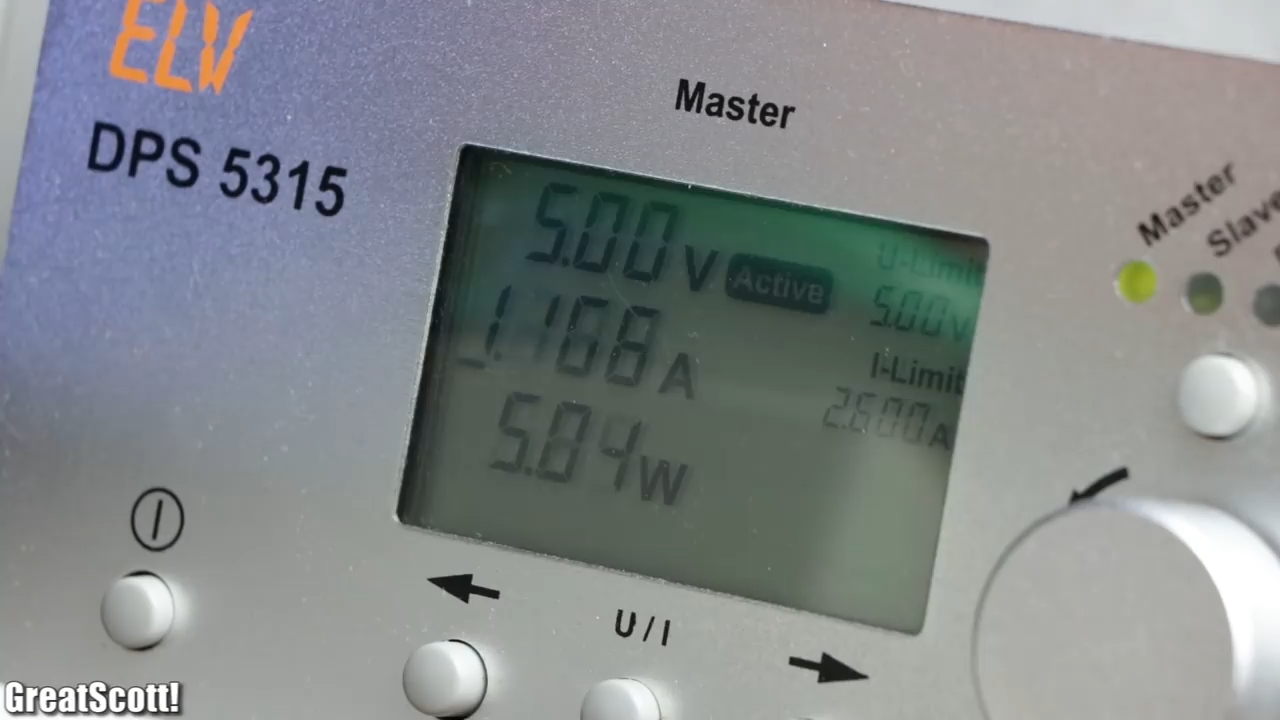 ELV
DPS 5315
Master
5.00 V Active
1.168 A
5.84 W
U-Limit
5.00 V
I-Limit
2.600 A
Master
Slave
U / I
GreatScott!